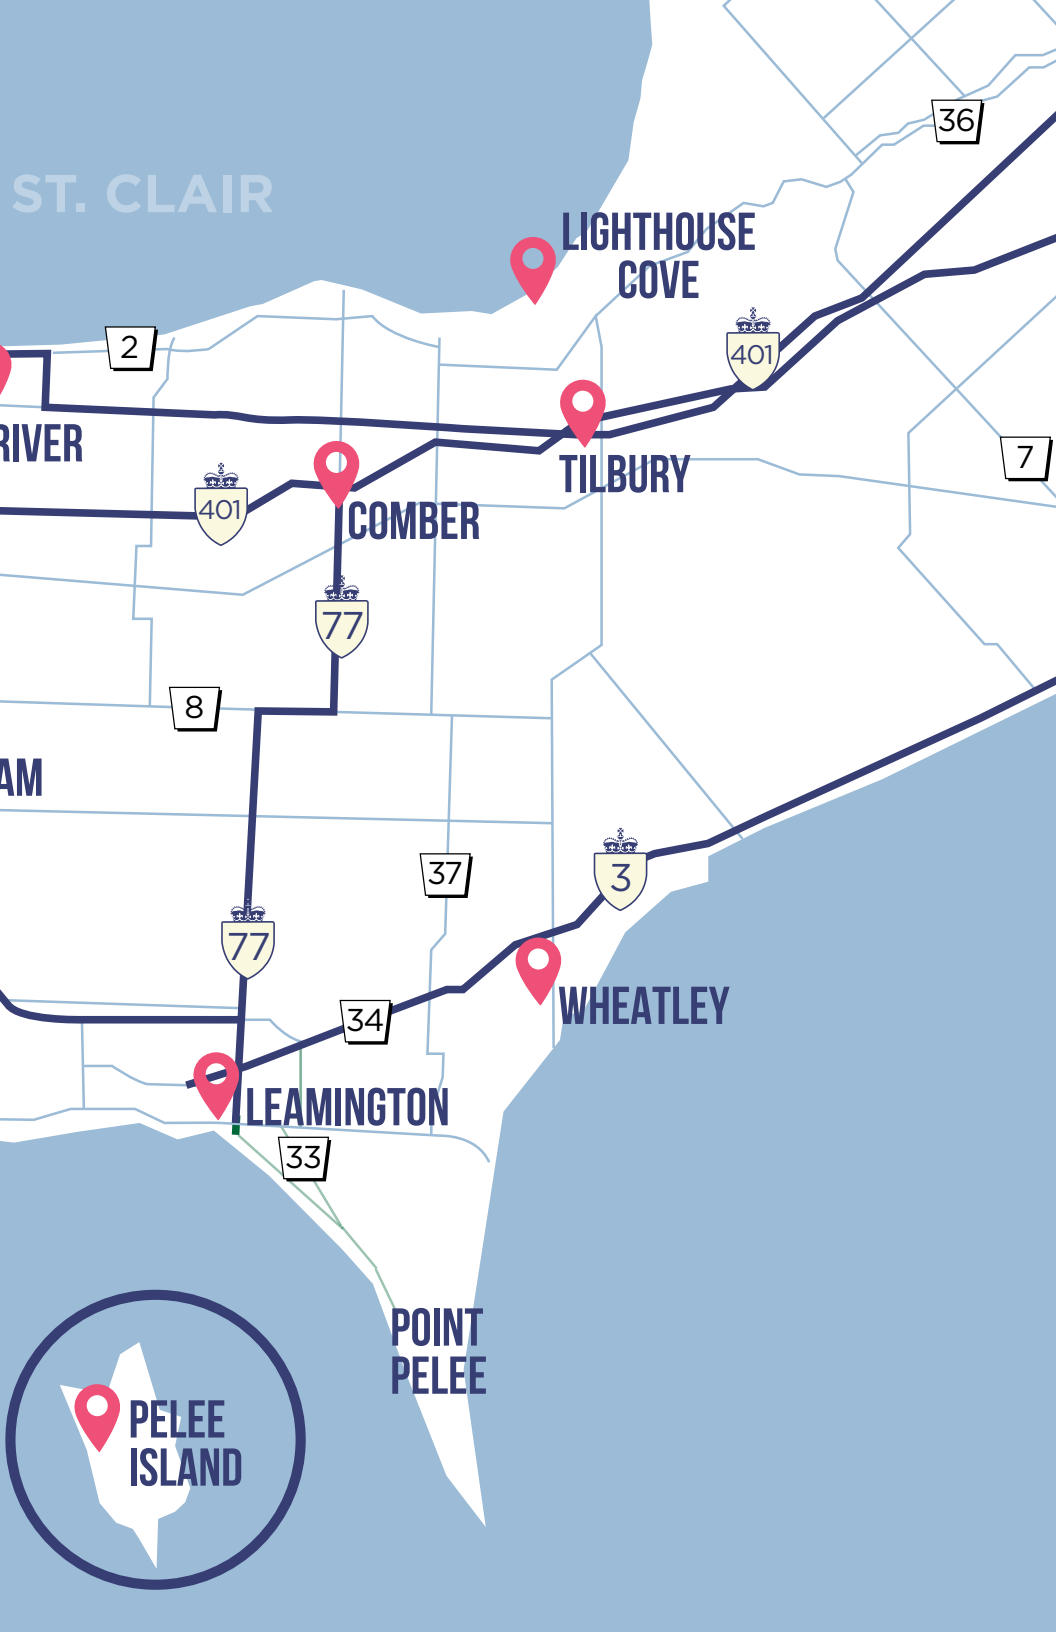 36
ST. CLAIR
LIGHTHOUSE
COVE
2
401
RIVER
TILBURY
7
401
COMBER
77
8
AM
37
3
77
WHEATLEY
34
LEAMINGTON
33
POINT
PELEE
PELEE
ISLAND